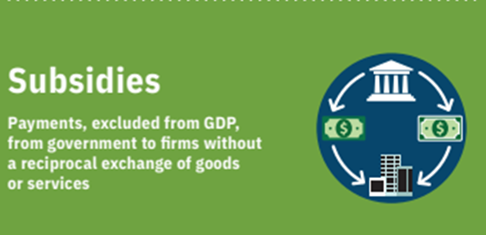 Subsidies
Payments, excluded from GDP,
from government to firms without
a reciprocal exchange of goods
or services
$
$